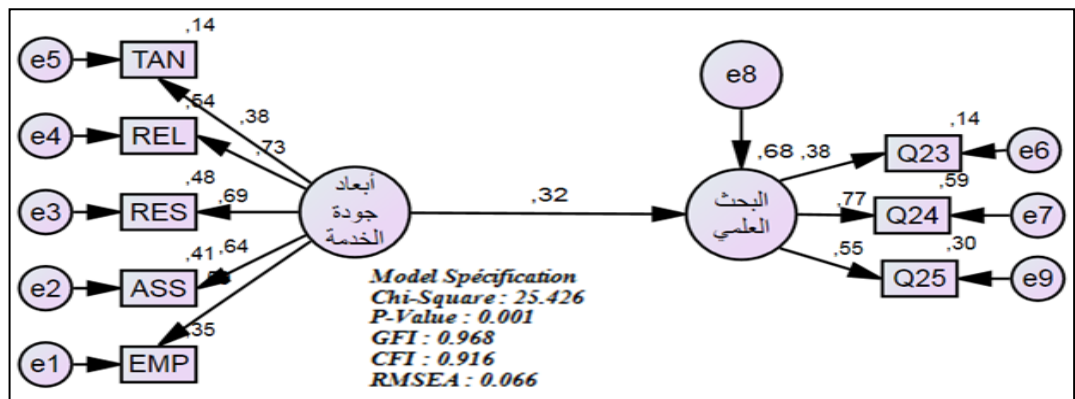 ,14
e5
TAN
,54
,38
e4
REL
,73
,48
e3
RES
,69
,41
,64
e2
ASS
,35
e1
EMP
أبعاد
جودة
الخدمة
,32
e8
,68
البحث
العلمي
,38
,14
Q23
e6
,77
,59
Q24
e7
,55
,30
Q25
e9
Model Spécification
Chi-Square : 25.426
P-Value : 0.001
GFI : 0.968
CFI : 0.916
RMSEA : 0.066